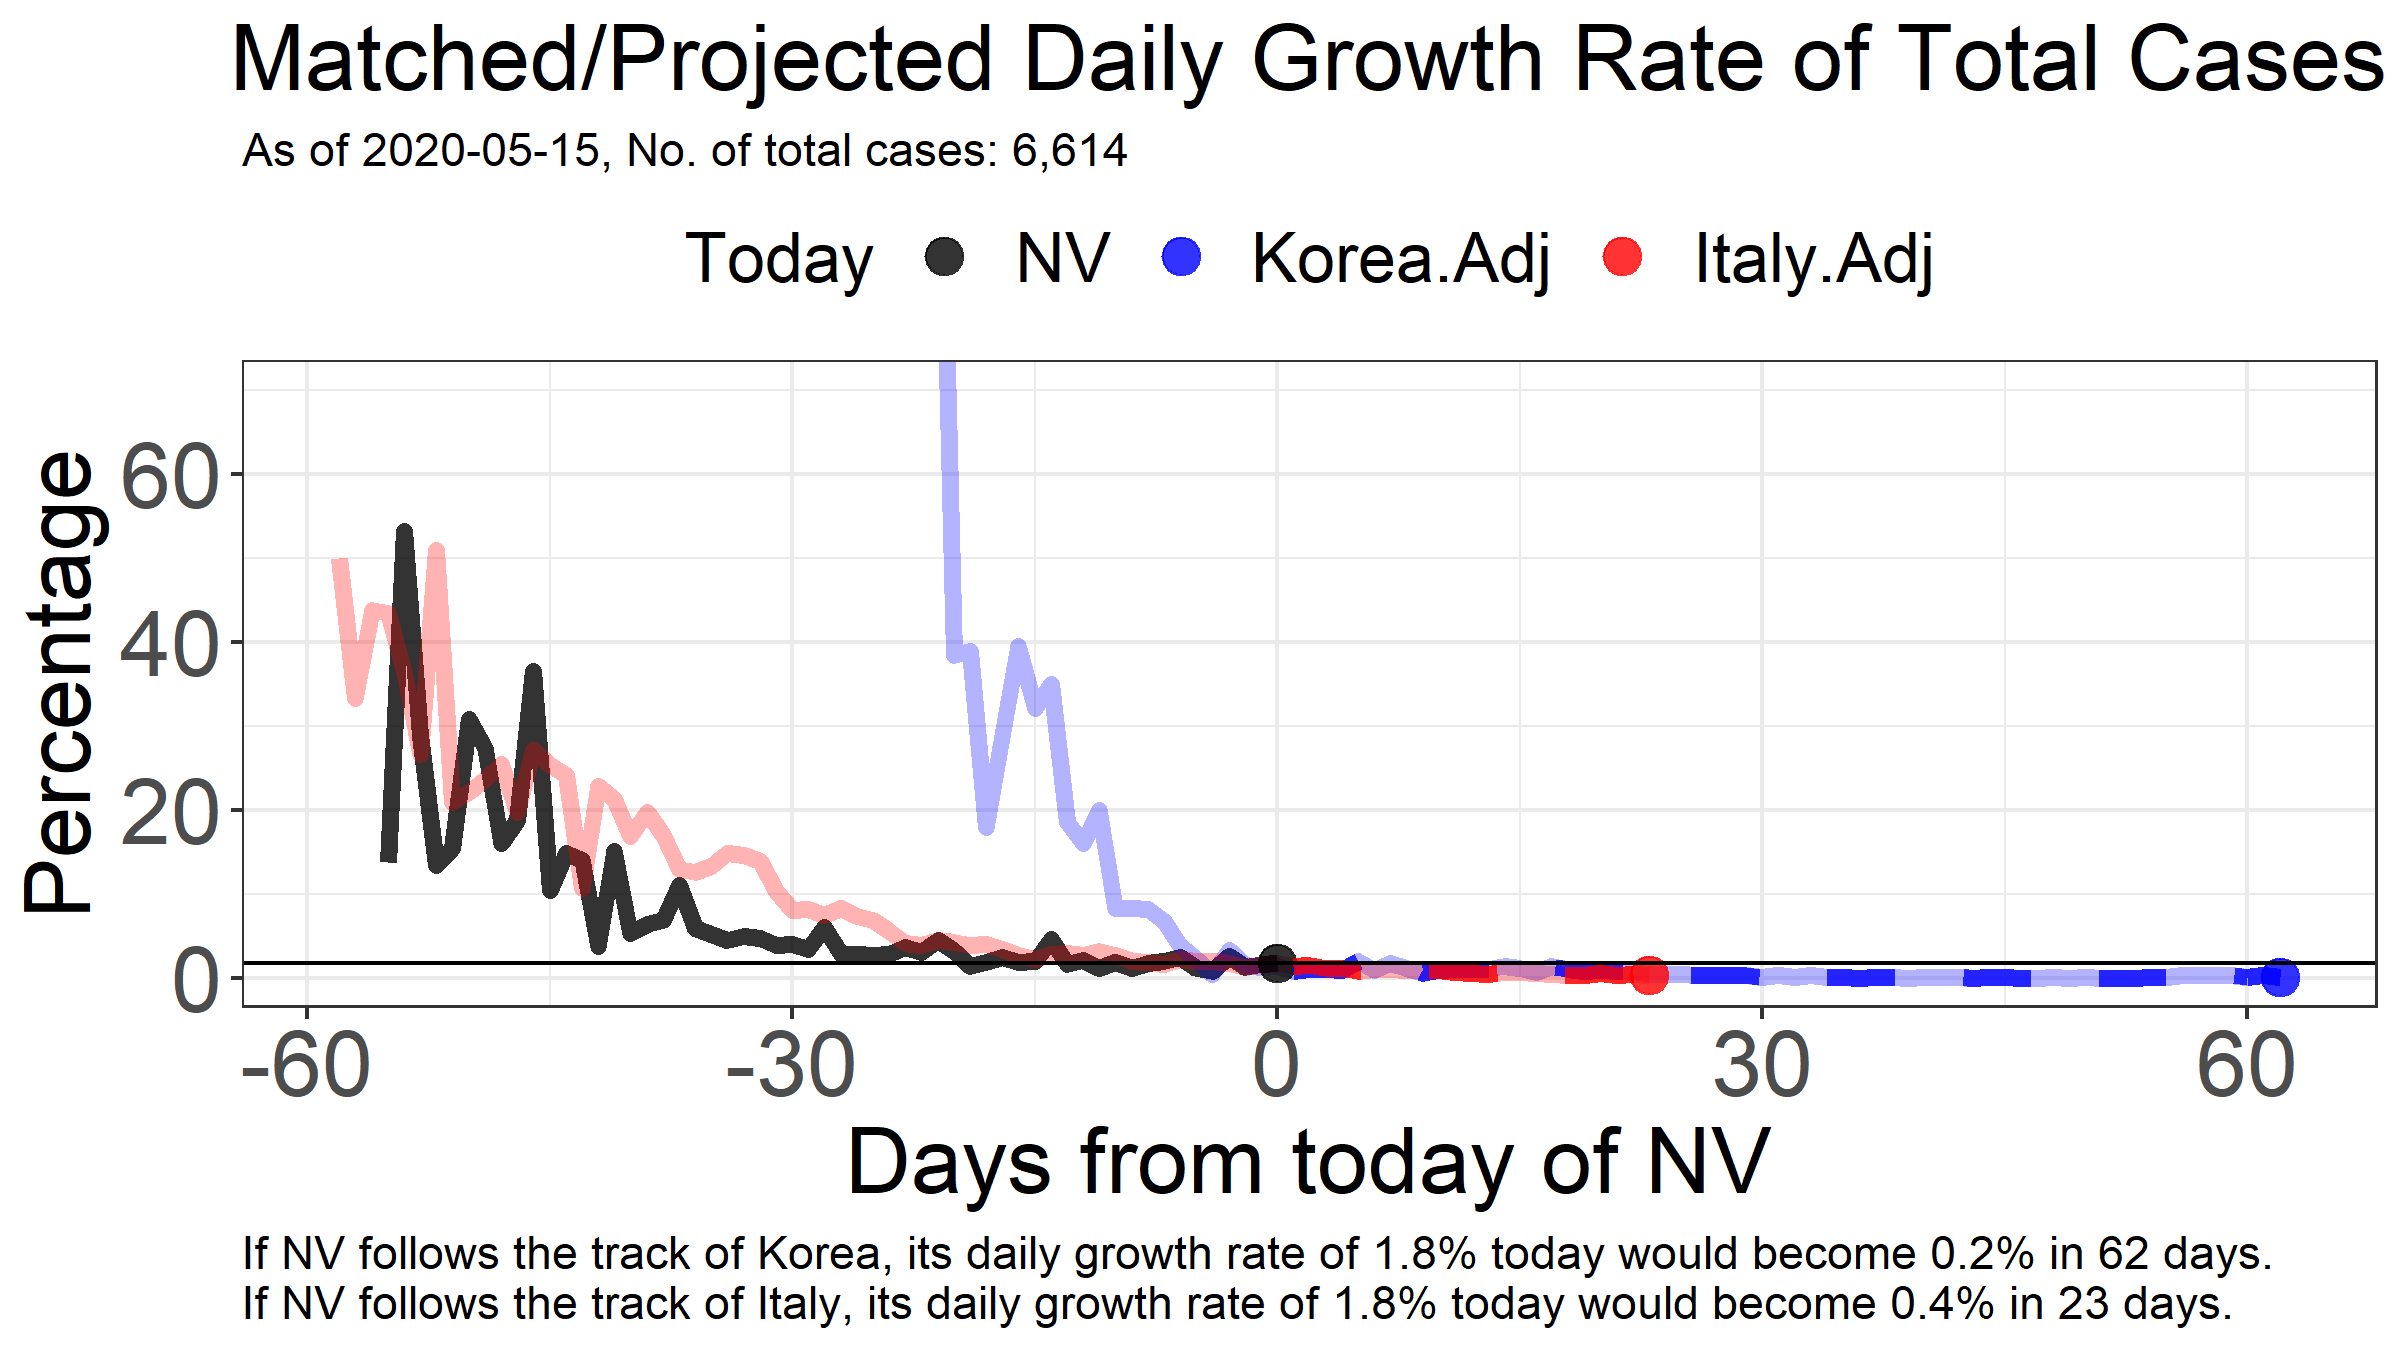 Matched/Projected Daily Growth Rate of Total Cases
As of 2020-05-15, No. of total cases: 6,614
Today NV Korea.Adj Italy.Adj
Percentage
60
40
20
0
-60 -30 0 30 60
Days from today of NV
If NV follows the track of Korea, its daily growth rate of 1.8% today would become 0.2% in 62 days.
If NV follows the track of Italy, its daily growth rate of 1.8% today would become 0.4% in 23 days.